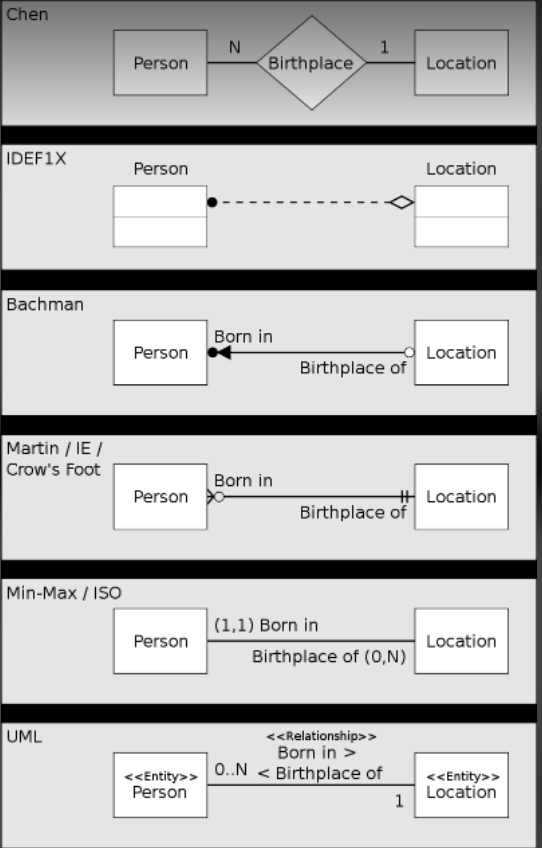 Chen
Person
N
Birthplace
1
Location
IDEF1X
Person
Location
Bachman
Person
Born in
Birthplace of
Location
Martin / IE /
Crow's Foot
Person
Born in
Birthplace of
Location
Min-Max / ISO
Person
(1,1) Born in
Birthplace of (0,N)
Location
UML
<<Entity>>
Person
0..N
<<Relationship>>
Born in >
< Birthplace of
1
<<Entity>>
Location